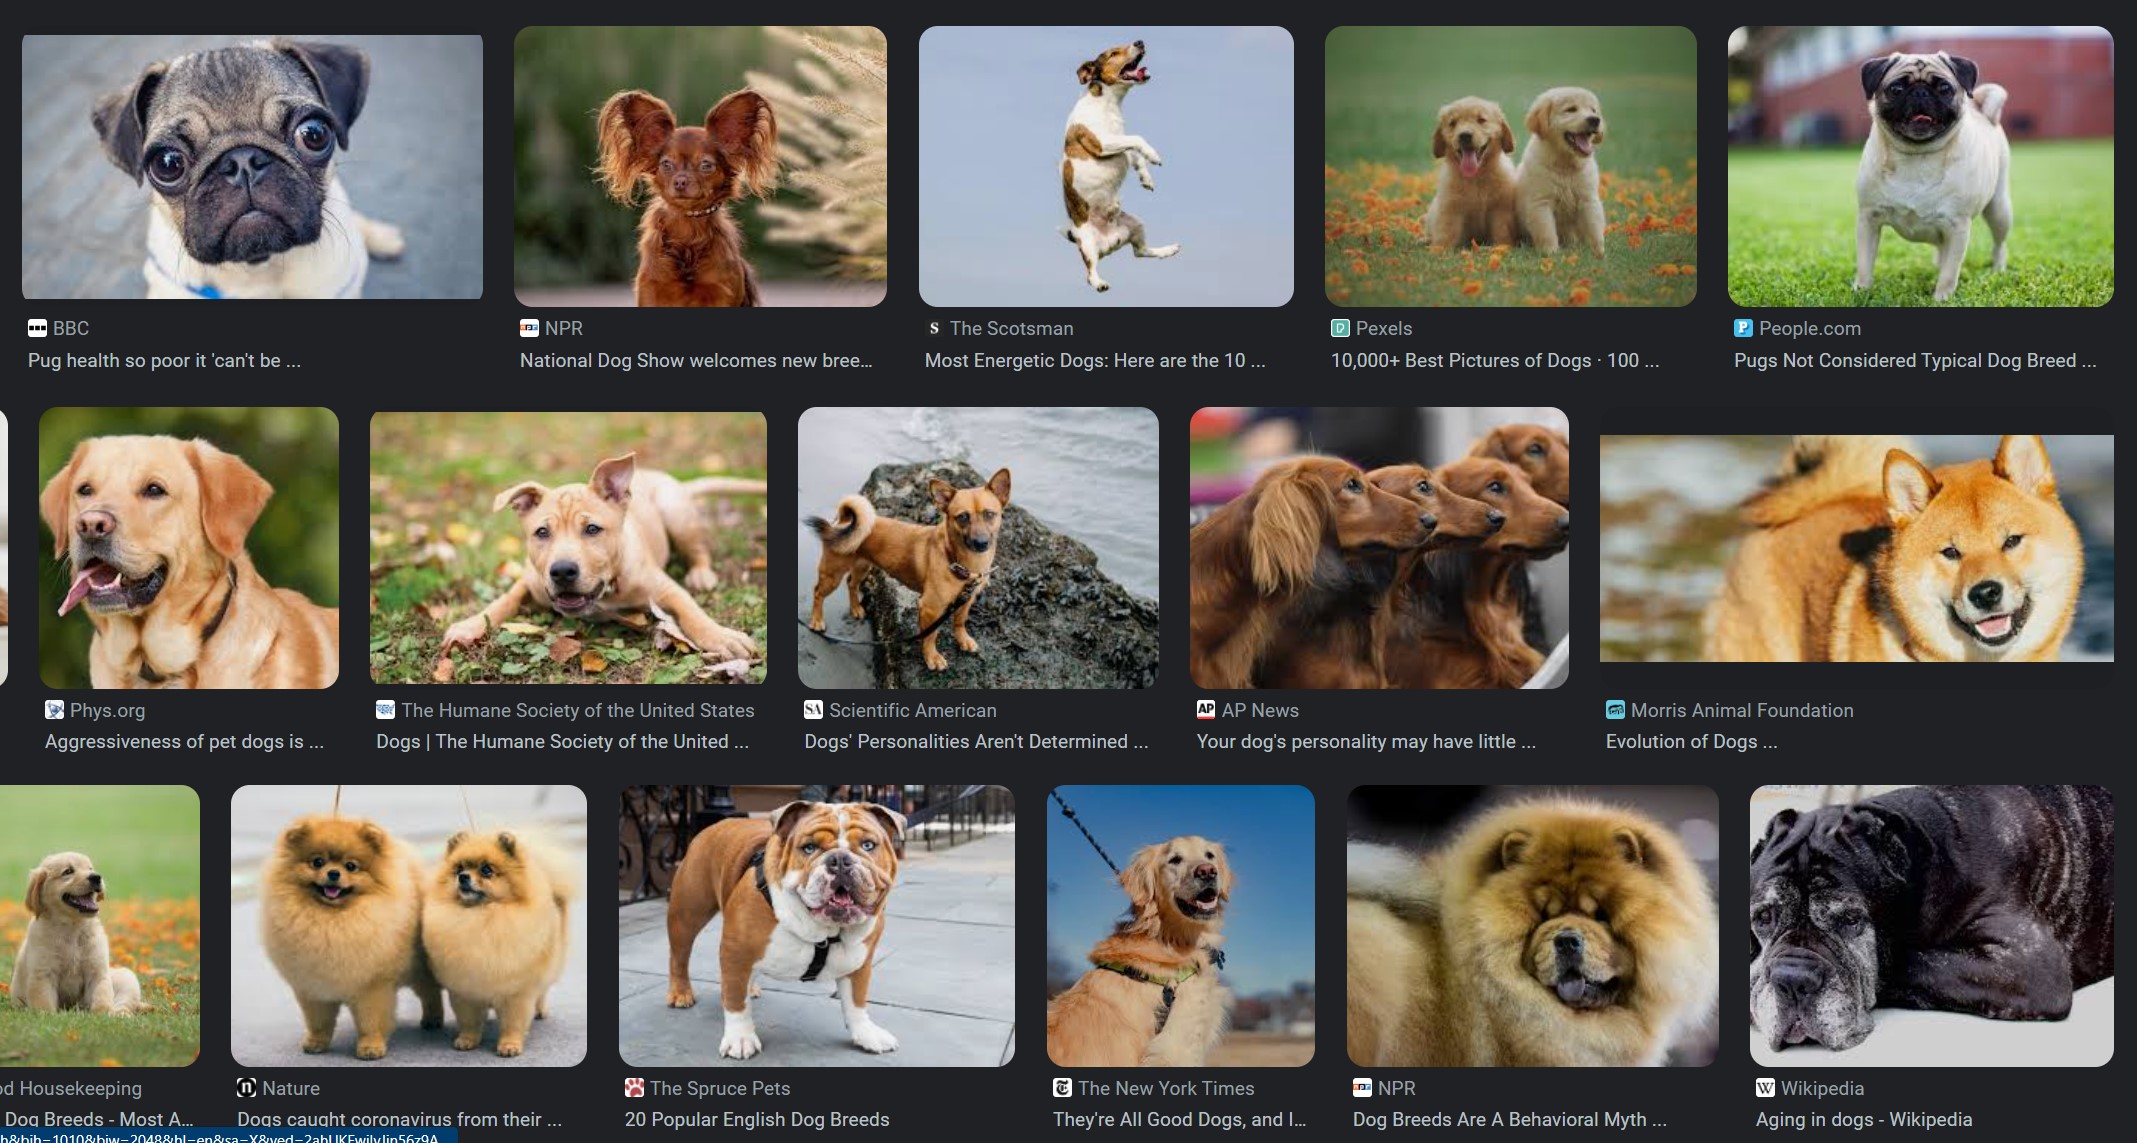 BBC
Pug health so poor it 'can't be ...
NPR
National Dog Show welcomes new bree...
The Scotsman
Most Energetic Dogs: Here are the 10 ...
Pexels
10,000+ Best Pictures of Dogs · 100 ...
People.com
Pugs Not Considered Typical Dog Breed ...
Phys.org
Aggressiveness of pet dogs is ...
The Humane Society of the United States
Dogs | The Humane Society of the United ...
Scientific American
Dogs' Personalities Aren't Determined ...
AP News
Your dog's personality may have little ...
Morris Animal Foundation
Evolution of Dogs ...
od Housekeeping
Dog Breeds - Most A...
Nature
Dogs caught coronavirus from their ...
The Spruce Pets
20 Popular English Dog Breeds
The New York Times
They're All Good Dogs, and I...
NPR
Dog Breeds Are A Behavioral Myth ...
Wikipedia
Aging in dogs - Wikipedia